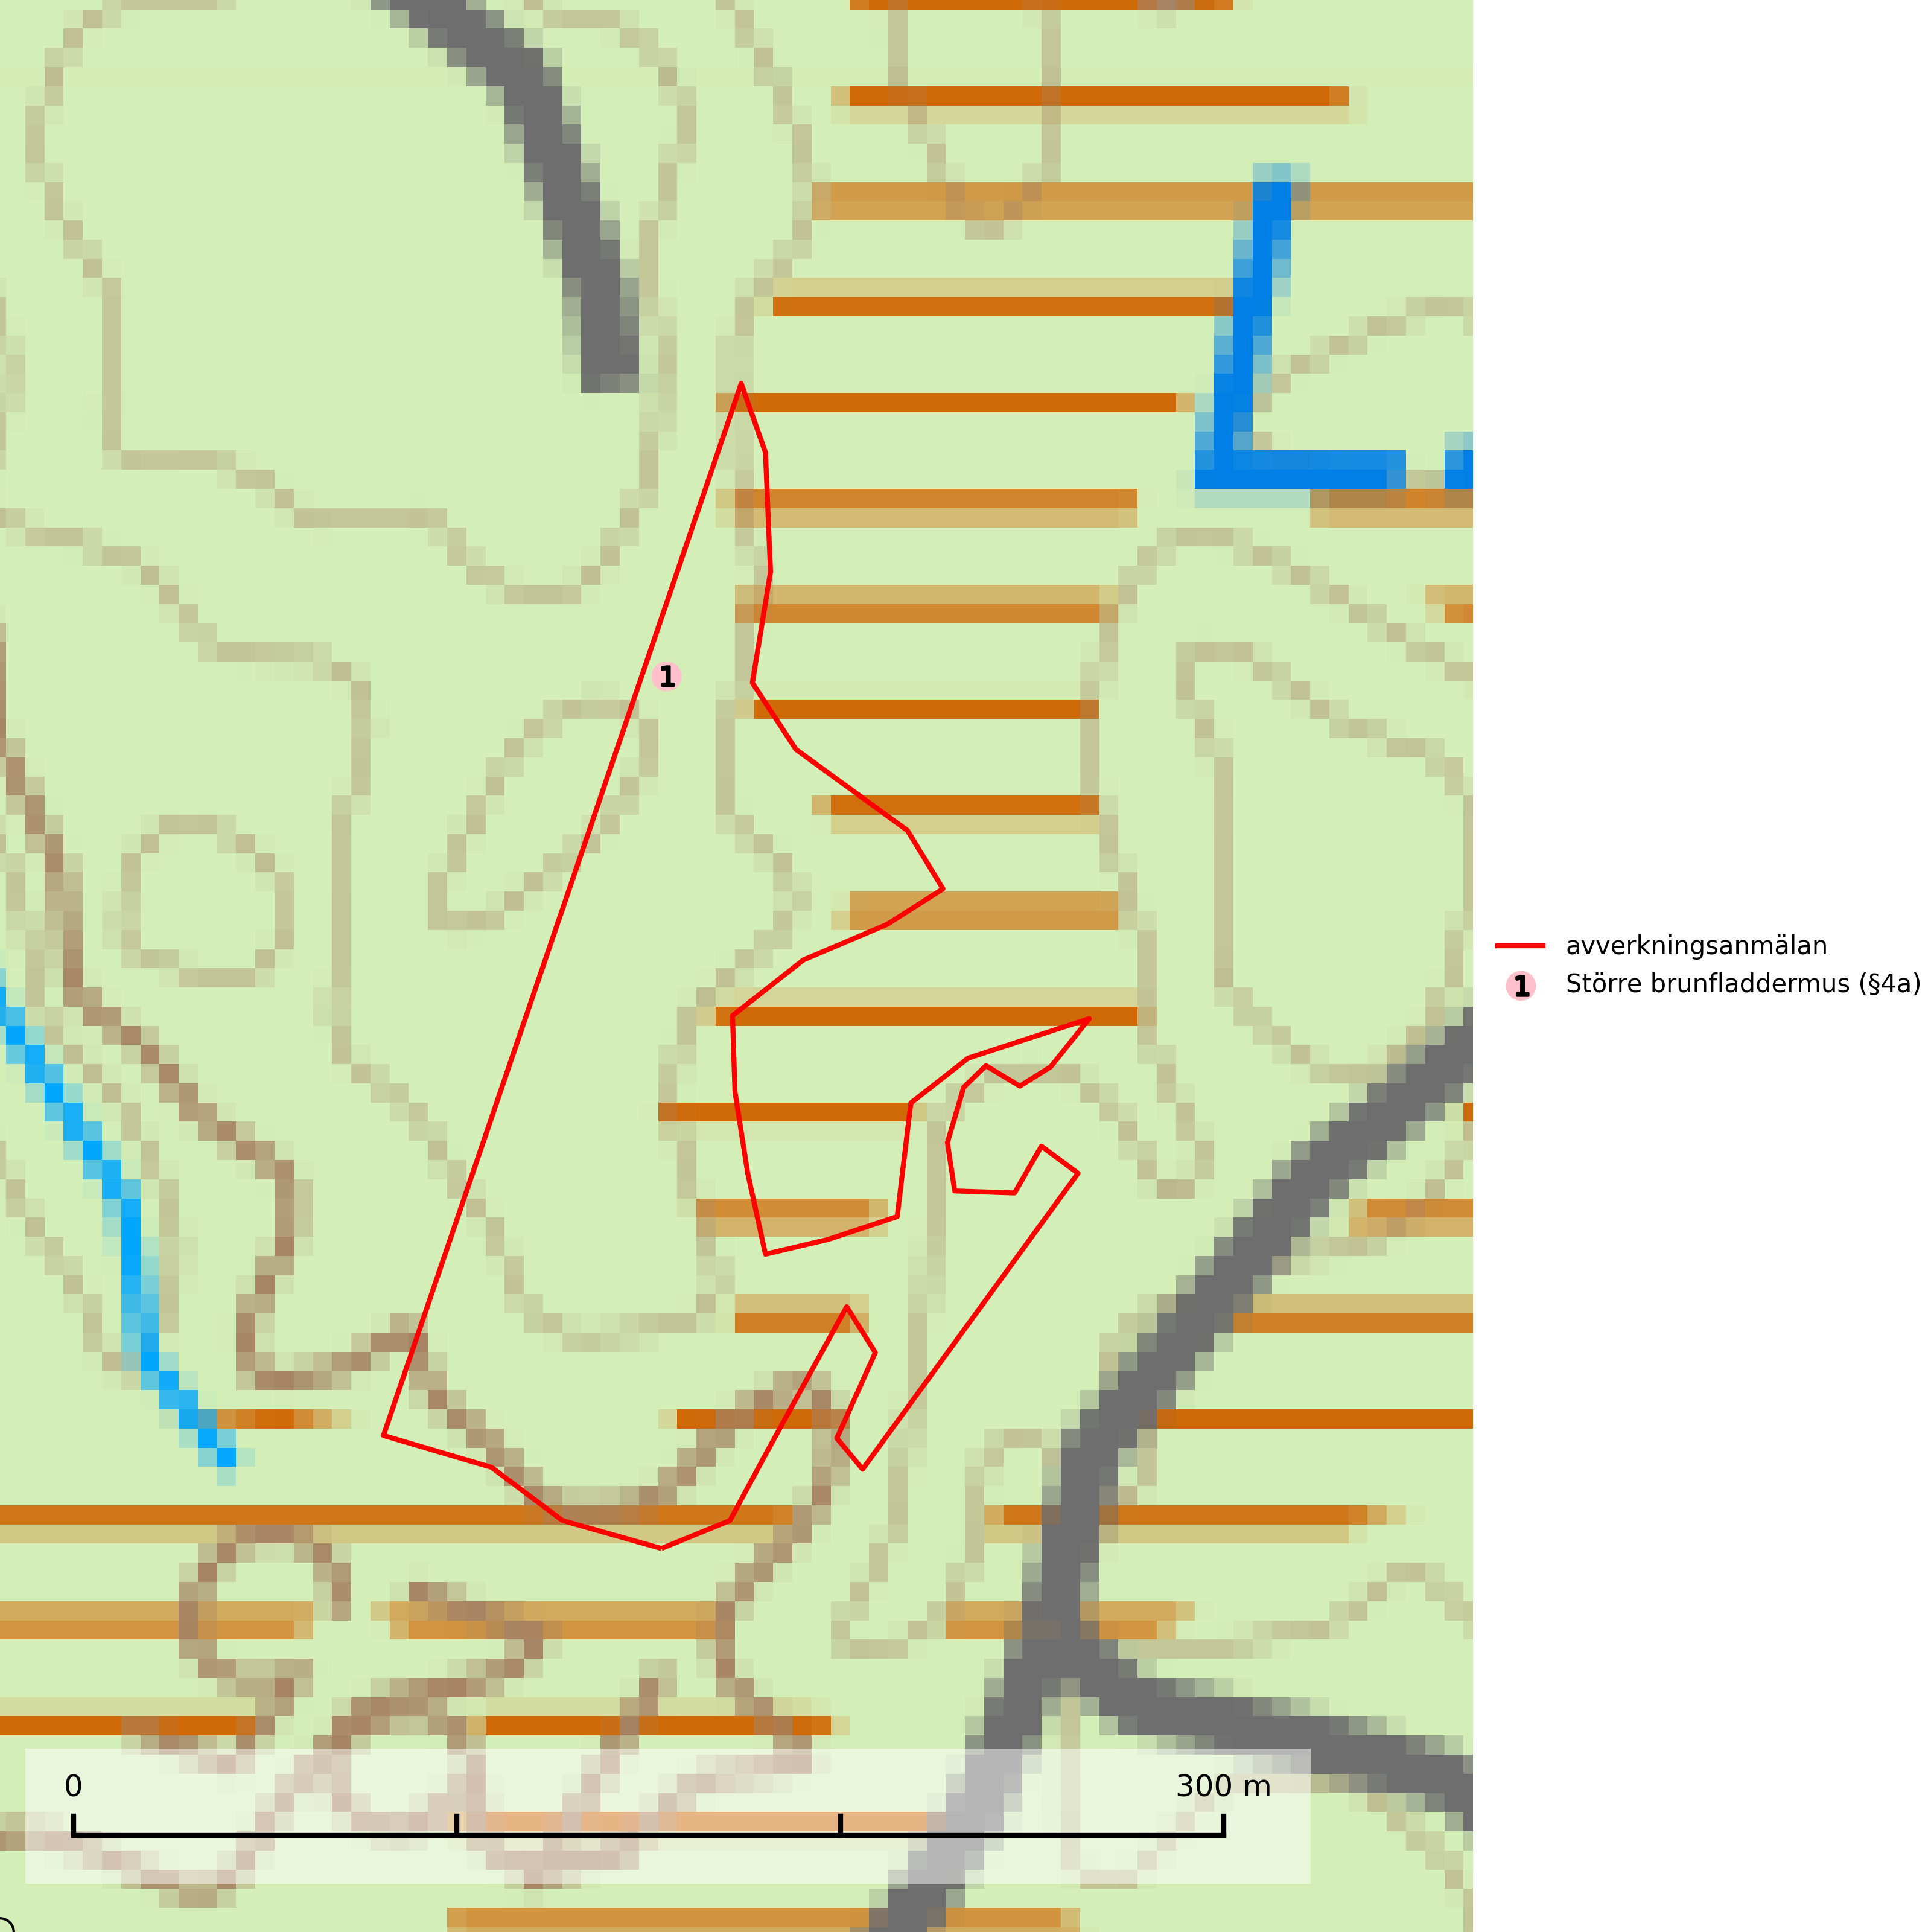 1
avverkningsanmälan
1 Större brunfladdermus (§4a)
0 300 m